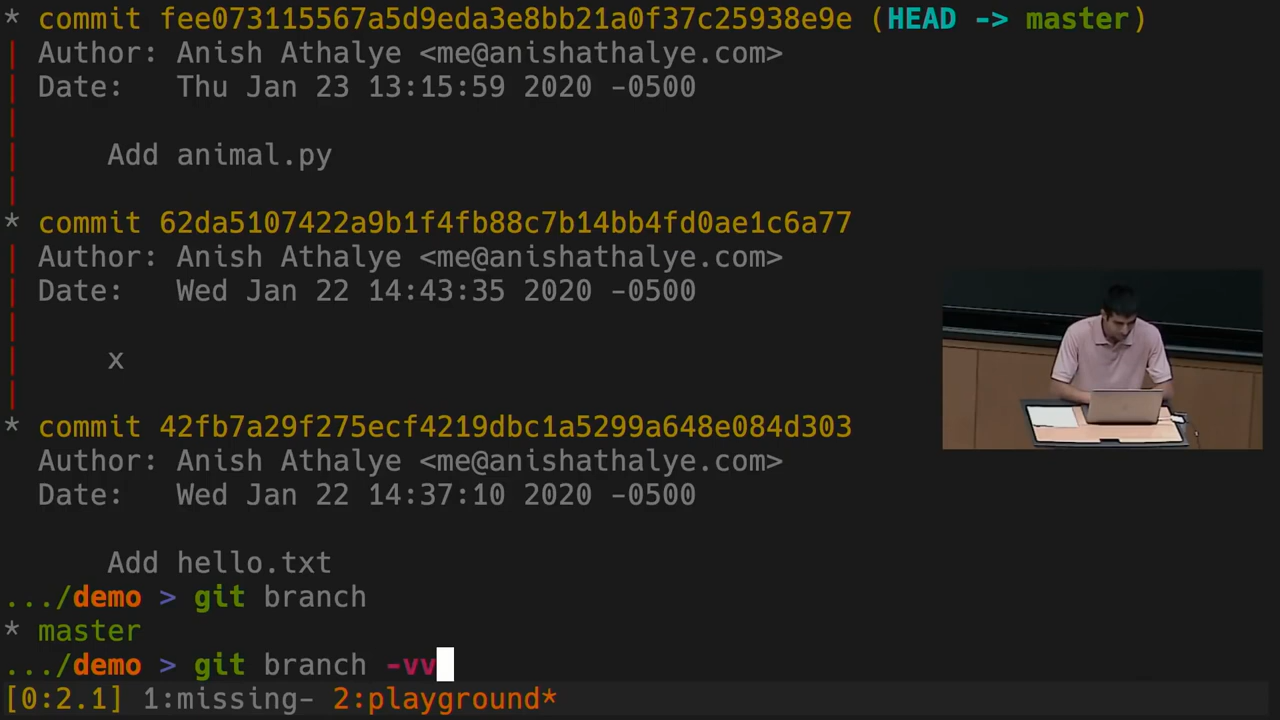 * commit fee073115567a5d9eda3e8bb21a0f37c25938e9e (HEAD -> master)
| Author: Anish Athalye <me@anishathalye.com>
| Date:   Thu Jan 23 13:15:59 2020 -0500
|
|     Add animal.py
|
* commit 62da5107422a9b1f4fb88c7b14bb4fd0ae1c6a77
| Author: Anish Athalye <me@anishathalye.com>
| Date:   Wed Jan 22 14:43:35 2020 -0500
|
|     x
|
* commit 42fb7a29f275ecf4219dbc1a5299a648e084d303
  Author: Anish Athalye <me@anishathalye.com>
  Date:   Wed Jan 22 14:37:10 2020 -0500

      Add hello.txt
.../demo > git branch
* master
.../demo > git branch -vv
[0:2.1] 1:missing- 2:playground*